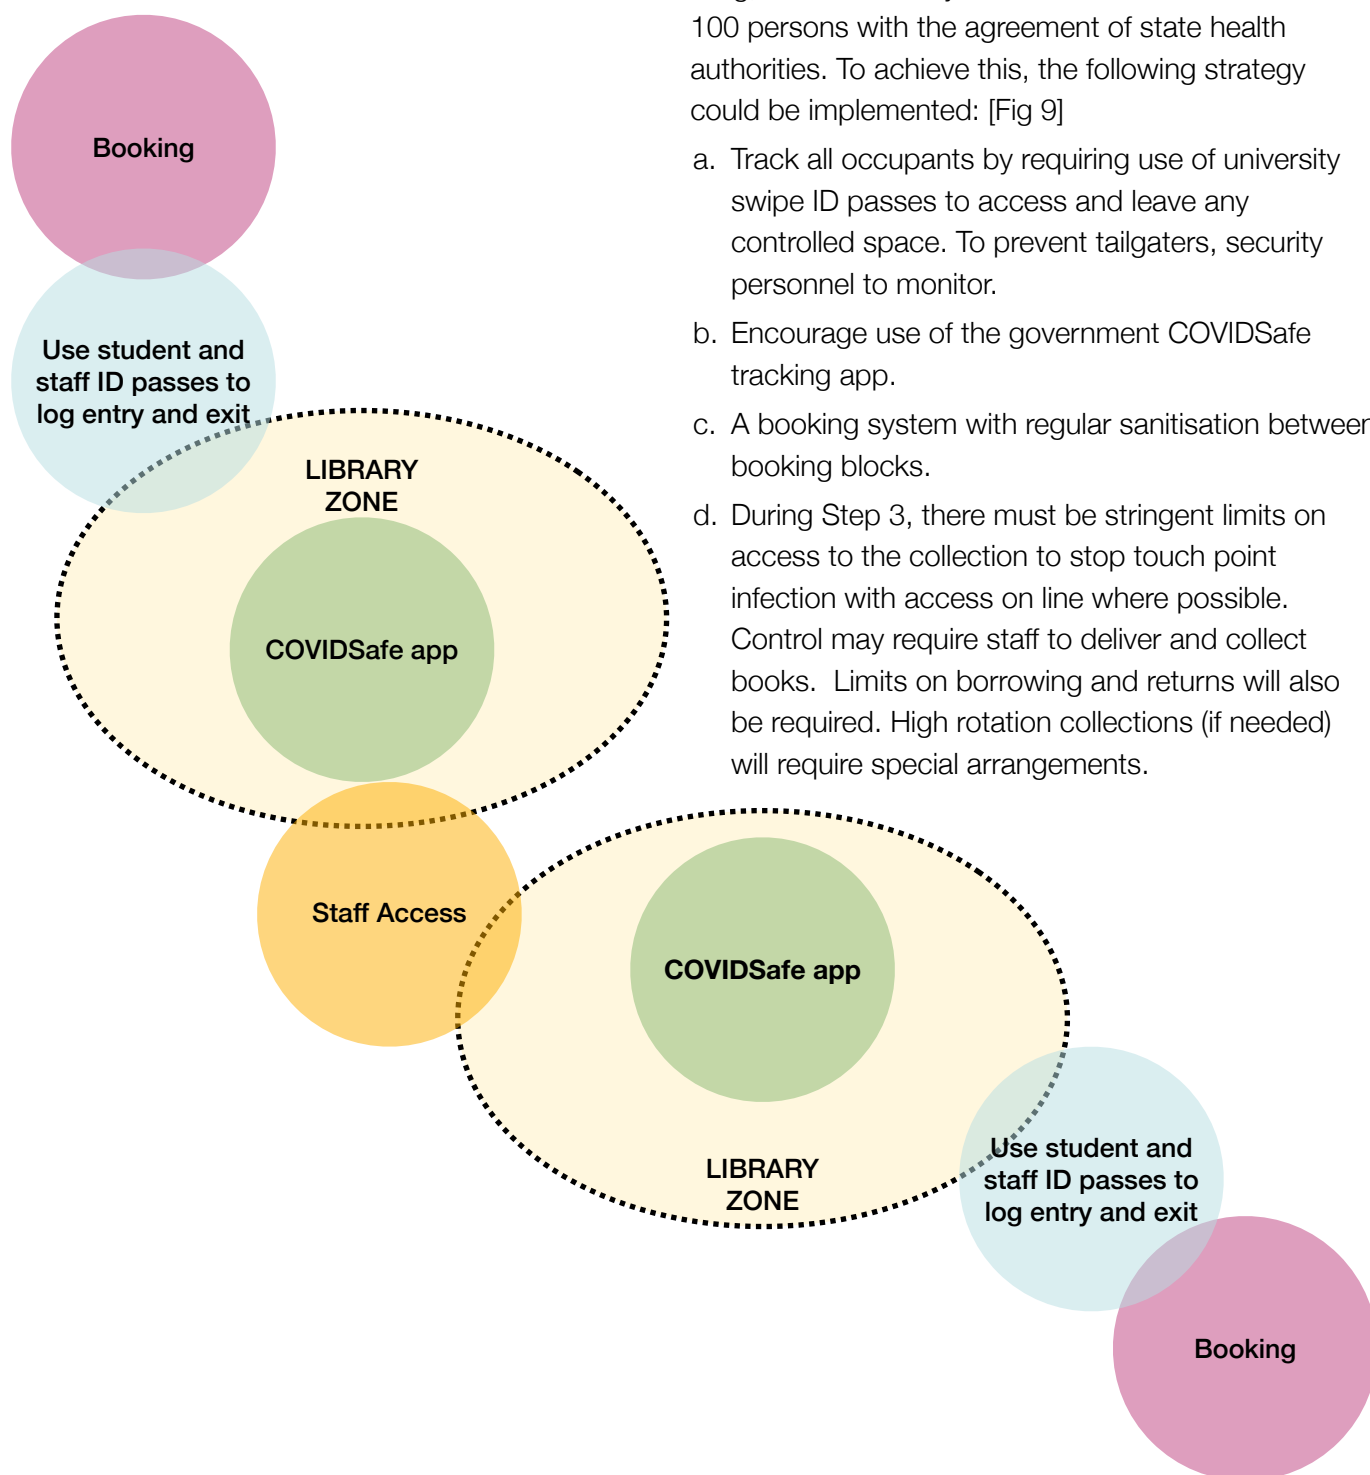 100 persons with the agreement of state health
authorities. To achieve this, the following strategy
could be implemented: [Fig 9]
a. Track all occupants by requiring use of university
swipe ID passes to access and leave any
controlled space. To prevent tailgaters, security
personnel to monitor.
b. Encourage use of the government COVIDSafe
tracking app.
c. A booking system with regular sanitisation between
booking blocks.
d. During Step 3, there must be stringent limits on
access to the collection to stop touch point
infection with access on line where possible.
Control may require staff to deliver and collect
books.  Limits on borrowing and returns will also
be required. High rotation collections (if needed)
will require special arrangements.
Booking
Use student and
staff ID passes to
log entry and exit
LIBRARY
ZONE
COVIDSafe app
Staff Access
COVIDSafe app
LIBRARY
ZONE
Use student and
staff ID passes to
log entry and exit
Booking